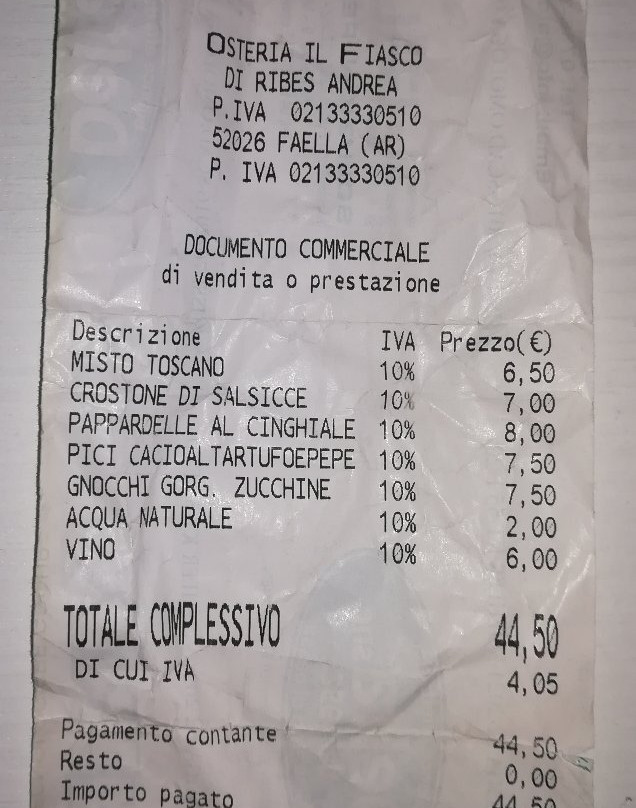 OSTERIA IL FIASCO
DI RIBES ANDREA
P.IVA 02133330510
52026 FAELLA (AR)
P. IVA 02133330510
DOCUMENTO COMMERCIALE
di vendita o prestazione
Descrizione IVA Prezzo(€)
MISTO TOSCANO 10% 6,50
CROSTONE DI SALSICCE 10% 7,00
PAPPARDELLE AL CINGHIALE 10% 8,00
PICI CACIOALTARTUFOEPEPE 10% 7,50
GNOCCHI GORG. ZUCCHINE 10% 7,50
ACQUA NATURALE 10% 2,00
VINO 10% 6,00
TOTALE COMPLESSIVO 44,50
DI CUI IVA 4,05
Pagamento contante 44,50
Resto 0,00
Importo pagato 44,50